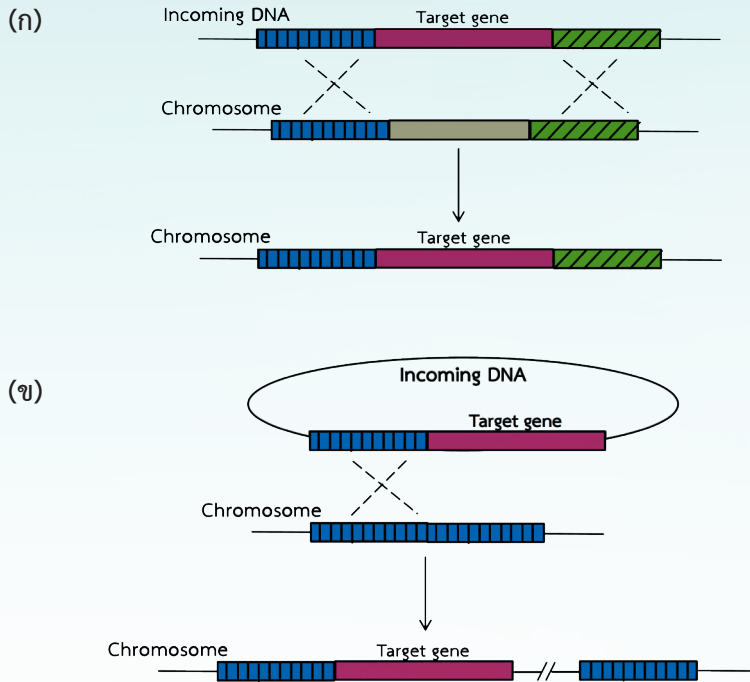 (ก)
Incoming DNA
Target gene
Chromosome
Chromosome
Target gene
(ข)
Incoming DNA
Target gene
Chromosome
Chromosome
Target gene